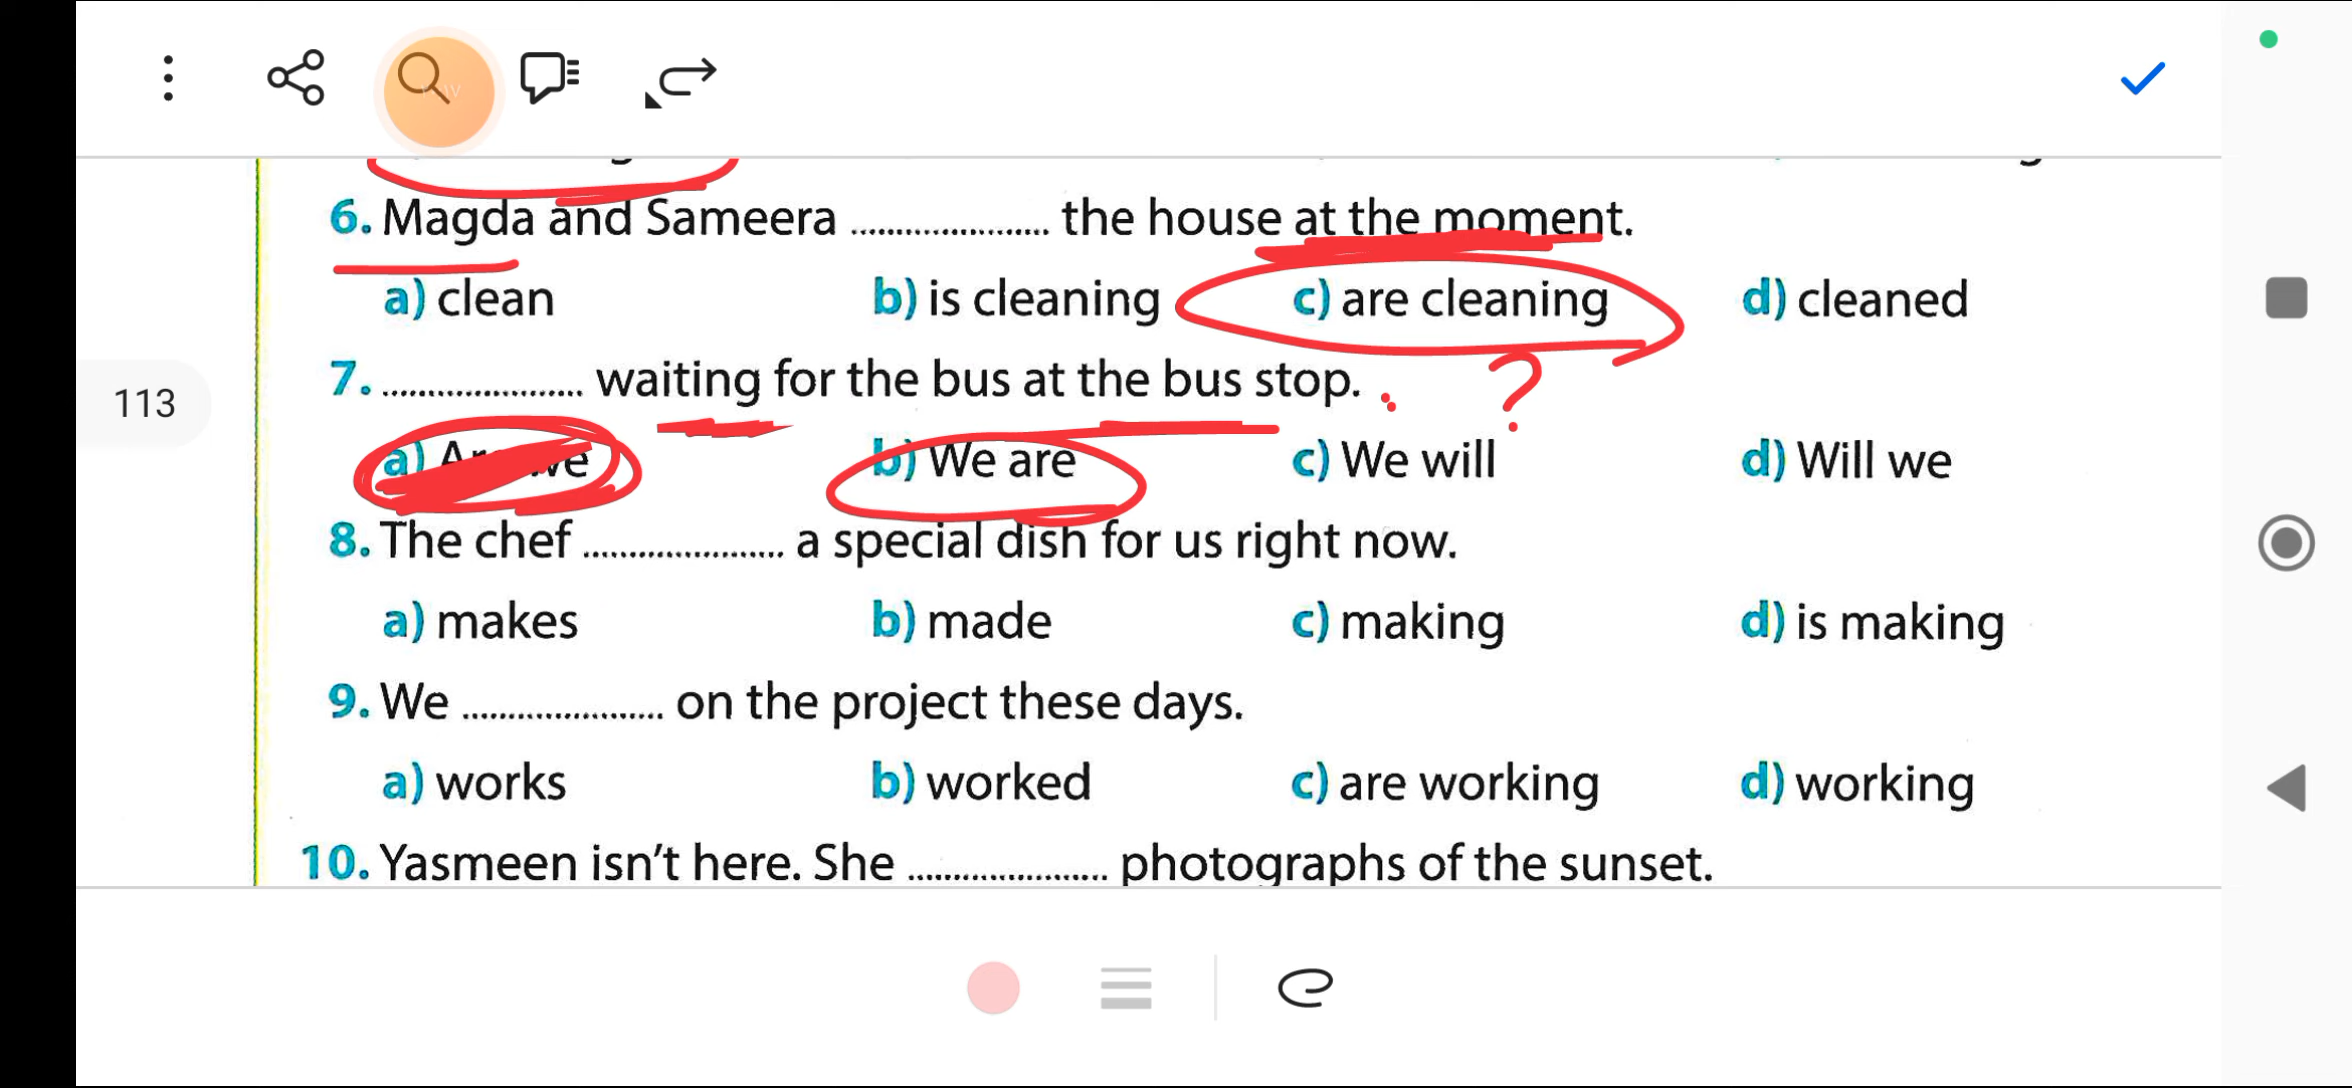 6. Magda and Sameera ...................... the house at the moment.
a) clean b) is cleaning c) are cleaning d) cleaned
113
7. ...................... waiting for the bus at the bus stop. ?
a) Are we b) We are c) We will d) Will we
8. The chef ...................... a special dish for us right now.
a) makes b) made c) making d) is making
9. We ...................... on the project these days.
a) works b) worked c) are working d) working
10. Yasmeen isn't here. She ...................... photographs of the sunset.